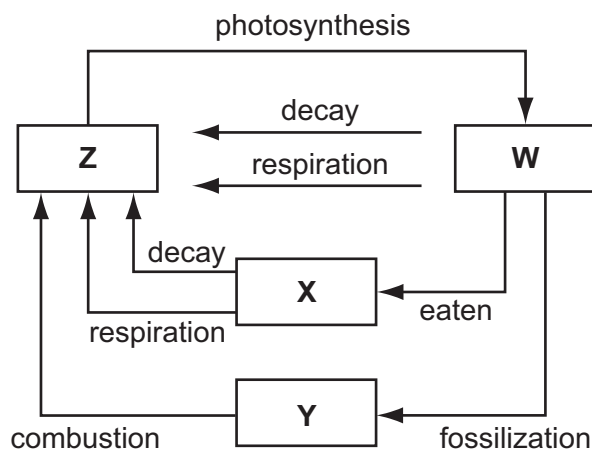 photosynthesis
decay
Z
W
respiration
decay
X
respiration
eaten
Y
combustion
fossilization